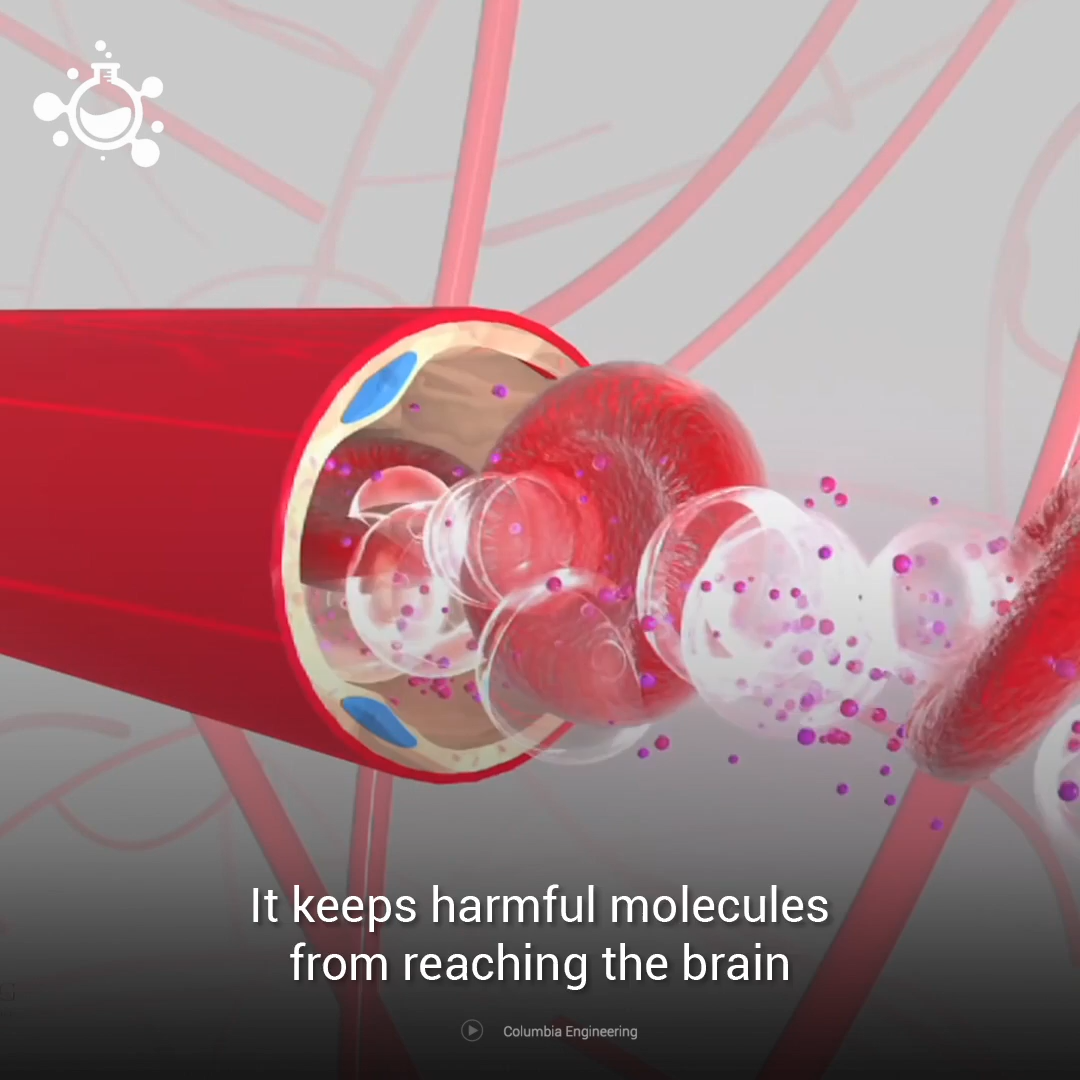 It keeps harmful molecules
from reaching the brain
Columbia Engineering